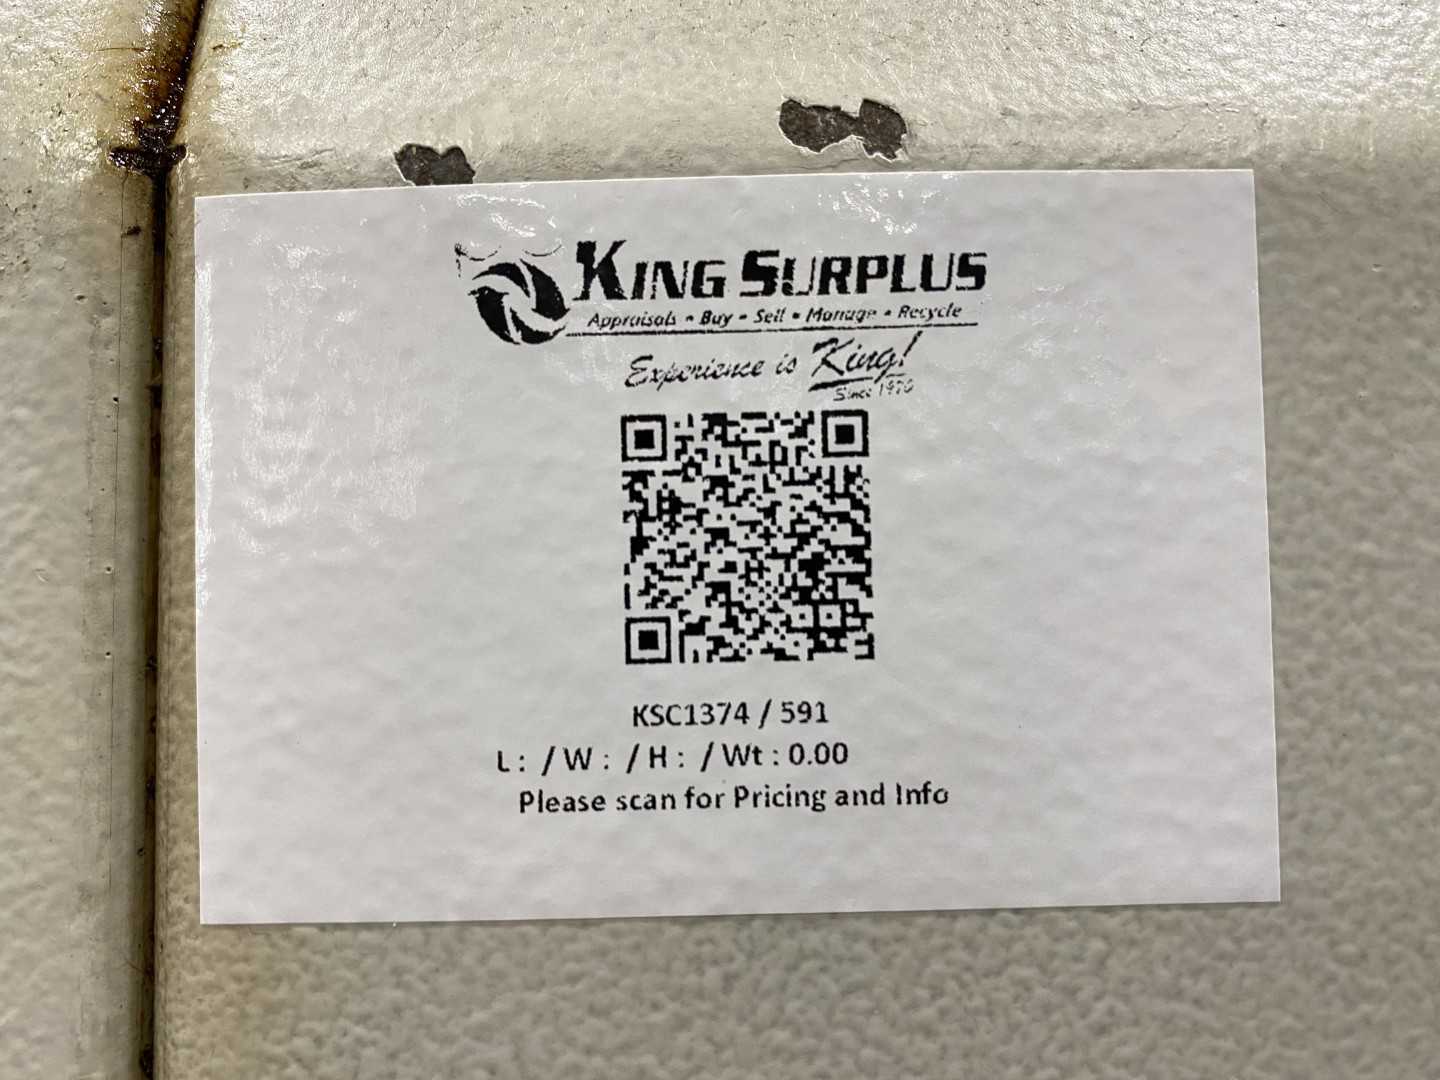 KING SURPLUS
Appraisals • Buy • Sell • Manage • Recycle
Experience is King!
Since 1970
KSC1374 / 591
L : / W : / H : / Wt : 0.00
Please scan for Pricing and Info